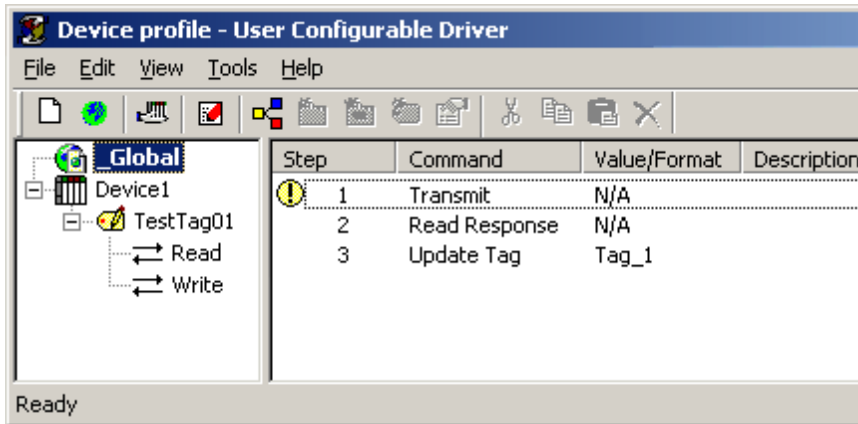 Device profile - User Configurable Driver
File Edit View Tools Help
_Global
Device1
TestTag01
Read
Write
Step Command Value/Format Description
1 Transmit N/A
2 Read Response N/A
3 Update Tag Tag_1
Ready